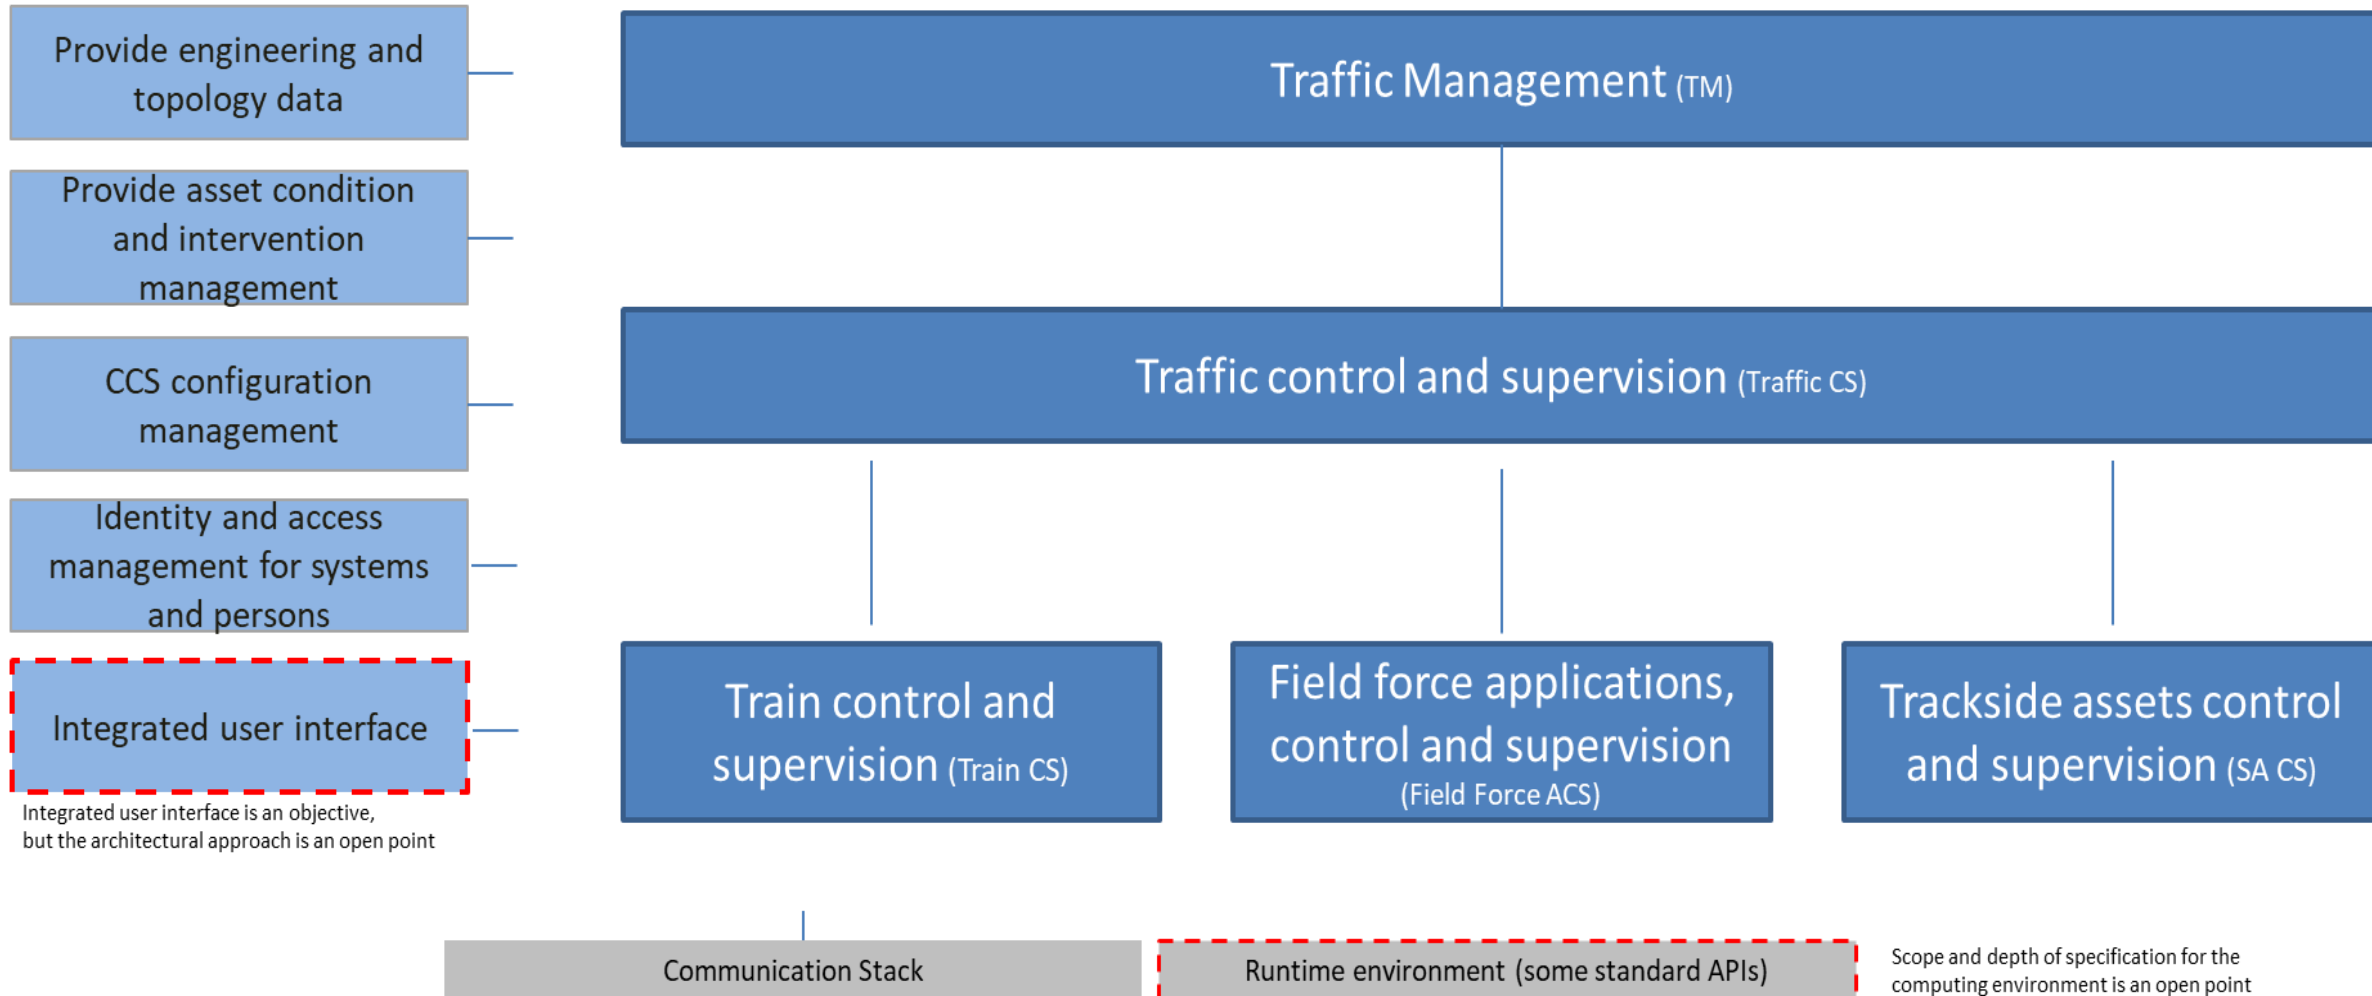 Provide engineering and
topology data
Traffic Management (TM)
Provide asset condition
and intervention
management
CCS configuration
management
Traffic control and supervision (Traffic CS)
Identity and access
management for systems
and persons
Integrated user interface
Integrated user interface is an objective,
but the architectural approach is an open point
Train control and
supervision (Train CS)
Field force applications,
control and supervision
(Field Force ACS)
Trackside assets control
and supervision (SA CS)
Communication Stack
Runtime environment (some standard APIs)
Scope and depth of specification for the
computing environment is an open point